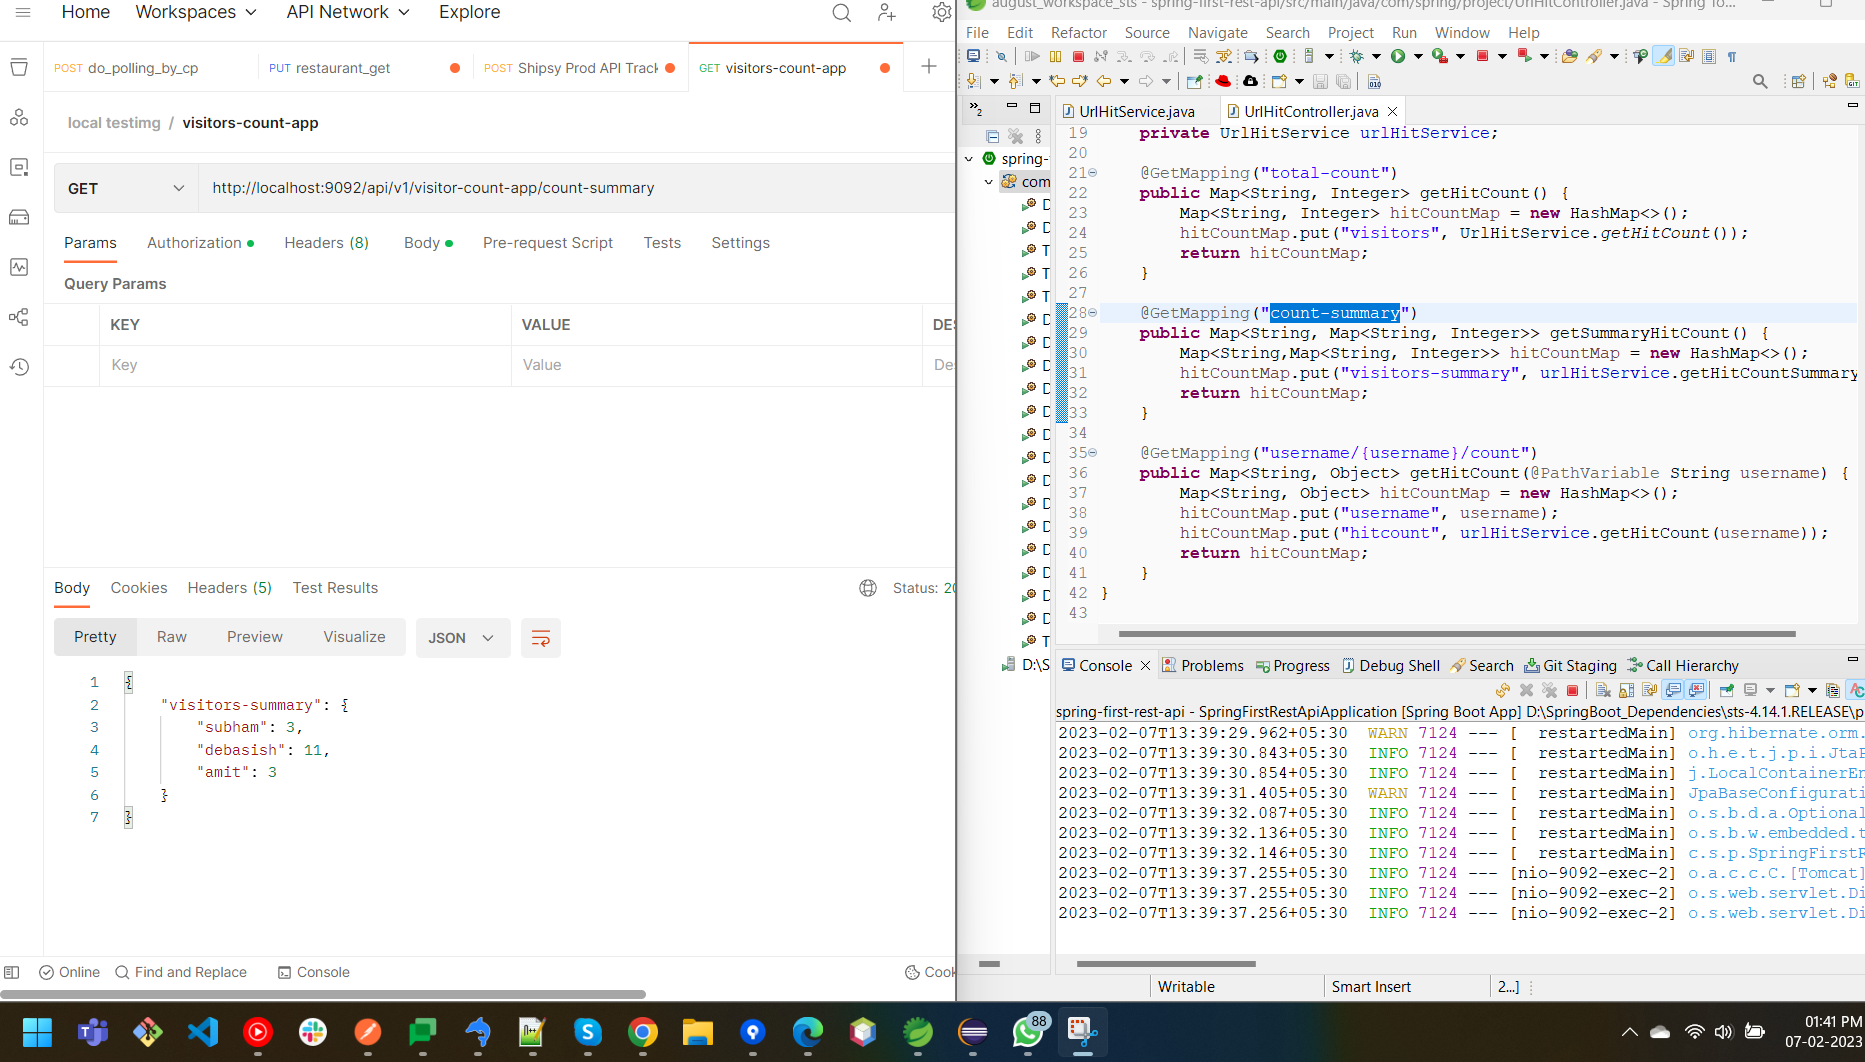 Home Workspaces API Network Explore
POST do_polling_by_cp
PUT restaurant_get
POST Shipsy Prod API Track
GET visitors-count-app
local testimg / visitors-count-app
GET
http://localhost:9092/api/v1/visitor-count-app/count-summary
Params Authorization Headers (8) Body Pre-request Script Tests Settings
Query Params
KEY VALUE DES
Key Value Des
Body Cookies Headers (5) Test Results
Status: 20
Pretty Raw Preview Visualize JSON
1 {
2 "visitors-summary": {
3 "subham": 3,
4 "debasish": 11,
5 "amit": 3
6 }
7 }
Online Find and Replace Console
Cook
august_workspace_sts - spring-first-rest-api/src/main/java/com/spring/project/UrlHitController.java - Spring To...
File Edit Refactor Source Navigate Search Project Run Window Help
UrlHitService.java UrlHitController.java
spring-
com
D:\S
19 private UrlHitService urlHitService;
20
21 @GetMapping("total-count")
22 public Map<String, Integer> getHitCount() {
23 Map<String, Integer> hitCountMap = new HashMap<>();
24 hitCountMap.put("visitors", UrlHitService.getHitCount());
25 return hitCountMap;
26 }
27
28 @GetMapping("count-summary")
29 public Map<String, Map<String, Integer>> getSummaryHitCount() {
30 Map<String,Map<String, Integer>> hitCountMap = new HashMap<>();
31 hitCountMap.put("visitors-summary", urlHitService.getHitCountSummary
32 return hitCountMap;
33 }
34
35 @GetMapping("username/{username}/count")
36 public Map<String, Object> getHitCount(@PathVariable String username) {
37 Map<String, Object> hitCountMap = new HashMap<>();
38 hitCountMap.put("username", username);
39 hitCountMap.put("hitcount", urlHitService.getHitCount(username));
40 return hitCountMap;
41 }
42 }
43
Console Problems Progress Debug Shell Search Git Staging Call Hierarchy
spring-first-rest-api - SpringFirstRestApiApplication [Spring Boot App] D:\SpringBoot_Dependencies\sts-4.14.1.RELEASE\p
2023-02-07T13:39:29.962+05:30 WARN 7124 --- [ restartedMain] org.hibernate.orm.
2023-02-07T13:39:30.843+05:30 INFO 7124 --- [ restartedMain] o.h.e.t.j.p.i.JtaP
2023-02-07T13:39:30.854+05:30 INFO 7124 --- [ restartedMain] j.LocalContainerEn
2023-02-07T13:39:31.405+05:30 WARN 7124 --- [ restartedMain] JpaBaseConfigurati
2023-02-07T13:39:32.087+05:30 INFO 7124 --- [ restartedMain] o.s.b.d.a.Optional
2023-02-07T13:39:32.136+05:30 INFO 7124 --- [ restartedMain] o.s.b.w.embedded.t
2023-02-07T13:39:32.146+05:30 INFO 7124 --- [ restartedMain] c.s.p.SpringFirstR
2023-02-07T13:39:37.255+05:30 INFO 7124 --- [nio-9092-exec-2] o.a.c.c.C.[Tomcat]
2023-02-07T13:39:37.255+05:30 INFO 7124 --- [nio-9092-exec-2] o.s.web.servlet.Di
2023-02-07T13:39:37.256+05:30 INFO 7124 --- [nio-9092-exec-2] o.s.web.servlet.Di
Writable Smart Insert 2...]
88
01:41 PM
07-02-2023